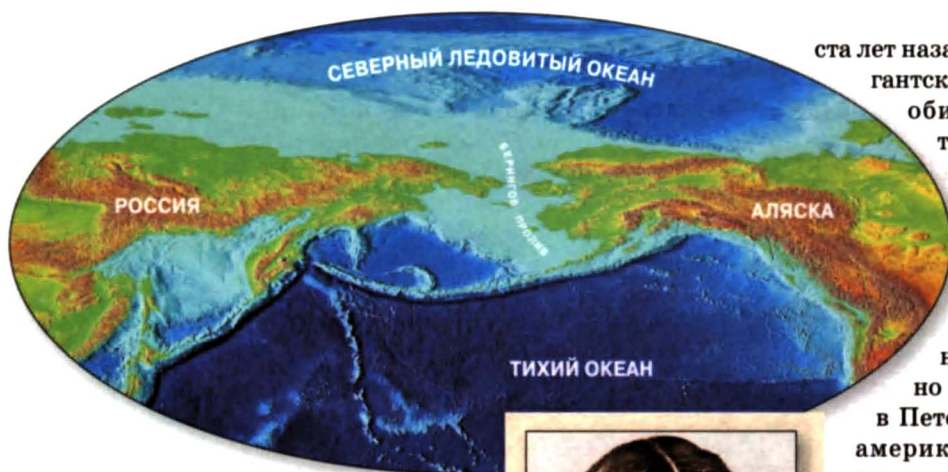 СЕВЕРНЫЙ ЛЕДОВИТЫЙ ОКЕАН
БЕРИНГОВ ПРОЛИВ
РОССИЯ
АЛЯСКА
ТИХИЙ ОКЕАН
ста лет наза
гантск
оби
т
н
но
в Пете
америк